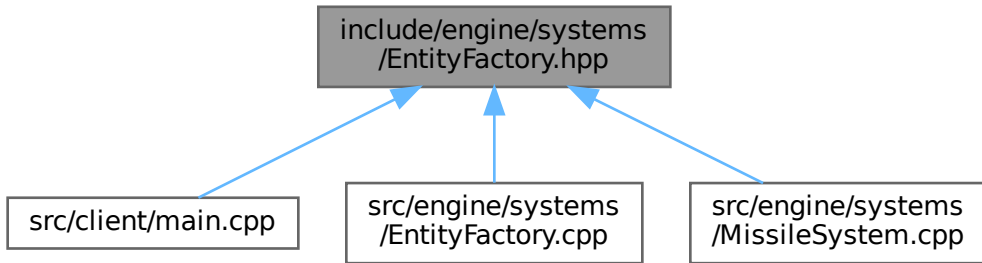 include/engine/systems
/EntityFactory.hpp
src/client/main.cpp
src/engine/systems
/EntityFactory.cpp
src/engine/systems
/MissileSystem.cpp